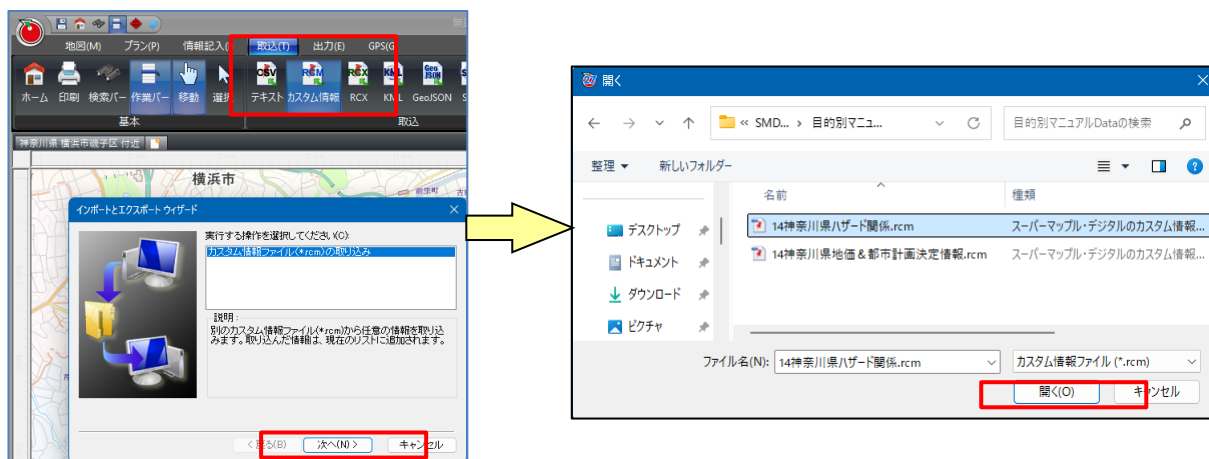 地図(M) プラン(P) 情報記入( 取込(T) 出力(E) GPS(G
CSV RCM RCX KML Geo JSON S
ホーム 印刷 検索バー 作業バー 移動 選択 テキスト カスタム情報 RCX KML GeoJSON S
基本 取込
神奈川県 横浜市磯子区 付近
横浜市
前里町
インポートとエクスポート ウィザード
実行する操作を選択してください(C):
カスタム情報ファイル(*rcm)の取り込み
説明:
別のカスタム情報ファイル(*rcm)から任意の情報を取り込
みます。取り込んだ情報は、現在のリストに追加されます。
< 戻る(B) 次へ(N) > キャンセル
開く
« SMD... › 目的別マニュ... 目的別マニュアルDataの検索
整理 新しいフォルダー
名前 種類
デスクトップ 14神奈川県ハザード関係.rcm スーパーマップル・デジタルのカスタム情報...
ドキュメント 14神奈川県地価&都市計画決定情報.rcm スーパーマップル・デジタルのカスタム情報...
ダウンロード
ピクチャ
ファイル名(N): 14神奈川県ハザード関係.rcm カスタム情報ファイル (*.rcm)
開く(O) キャンセル